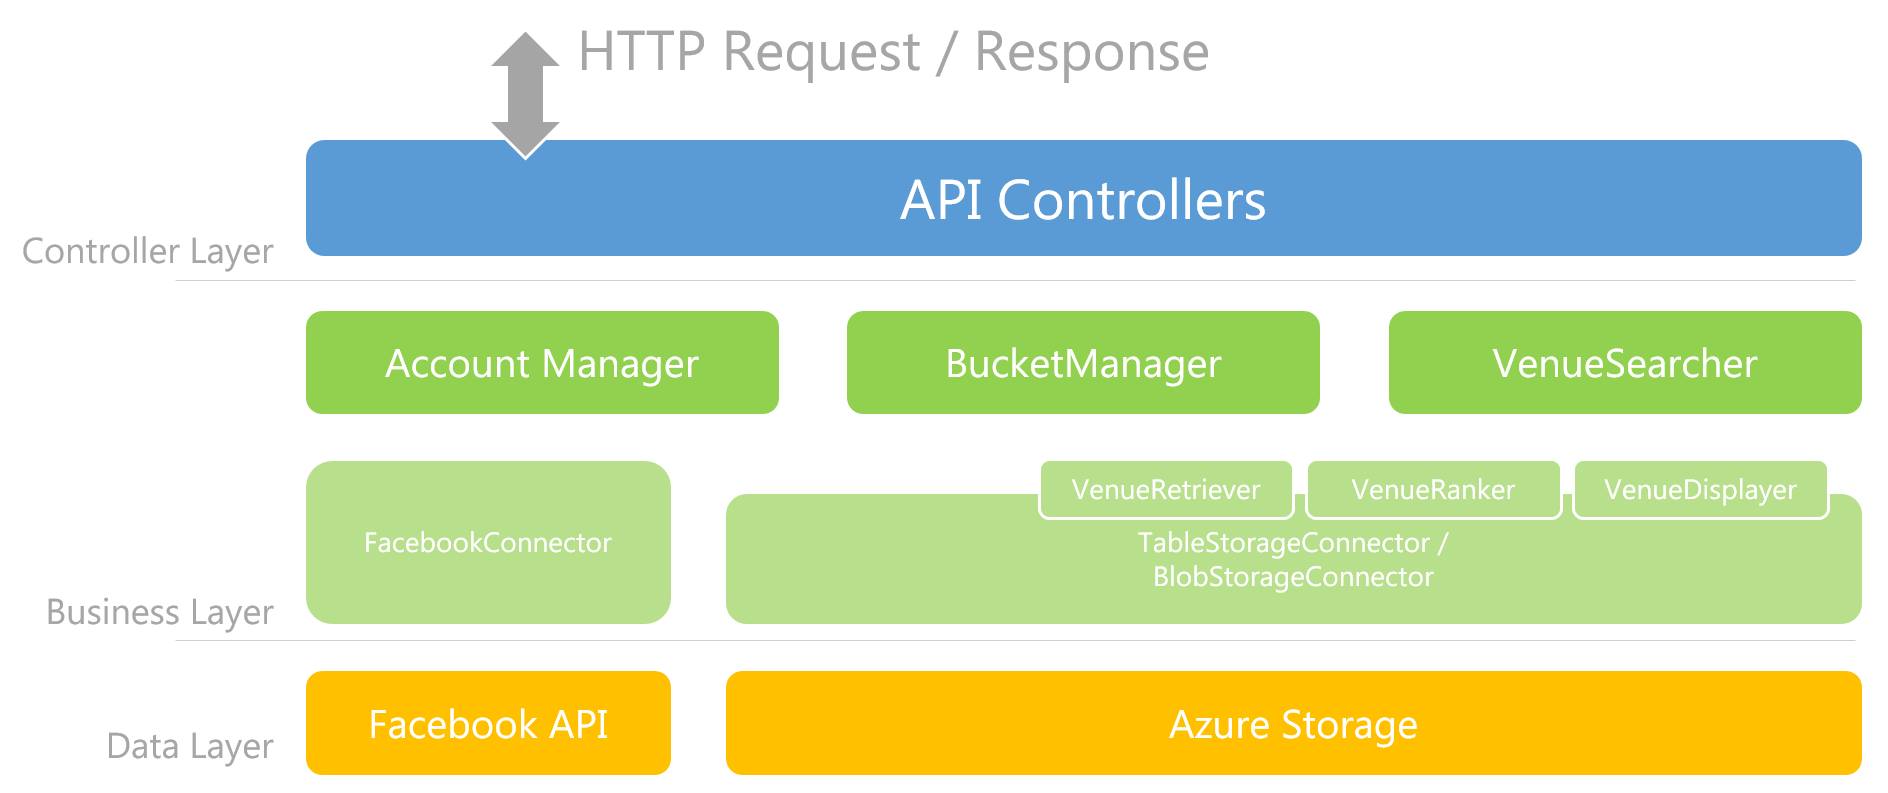 HTTP Request / Response
API Controllers
Controller Layer
Account Manager
BucketManager
VenueSearcher
VenueRetriever
VenueRanker
VenueDisplayer
FacebookConnector
TableStorageConnector /
BlobStorageConnector
Business Layer
Facebook API
Azure Storage
Data Layer